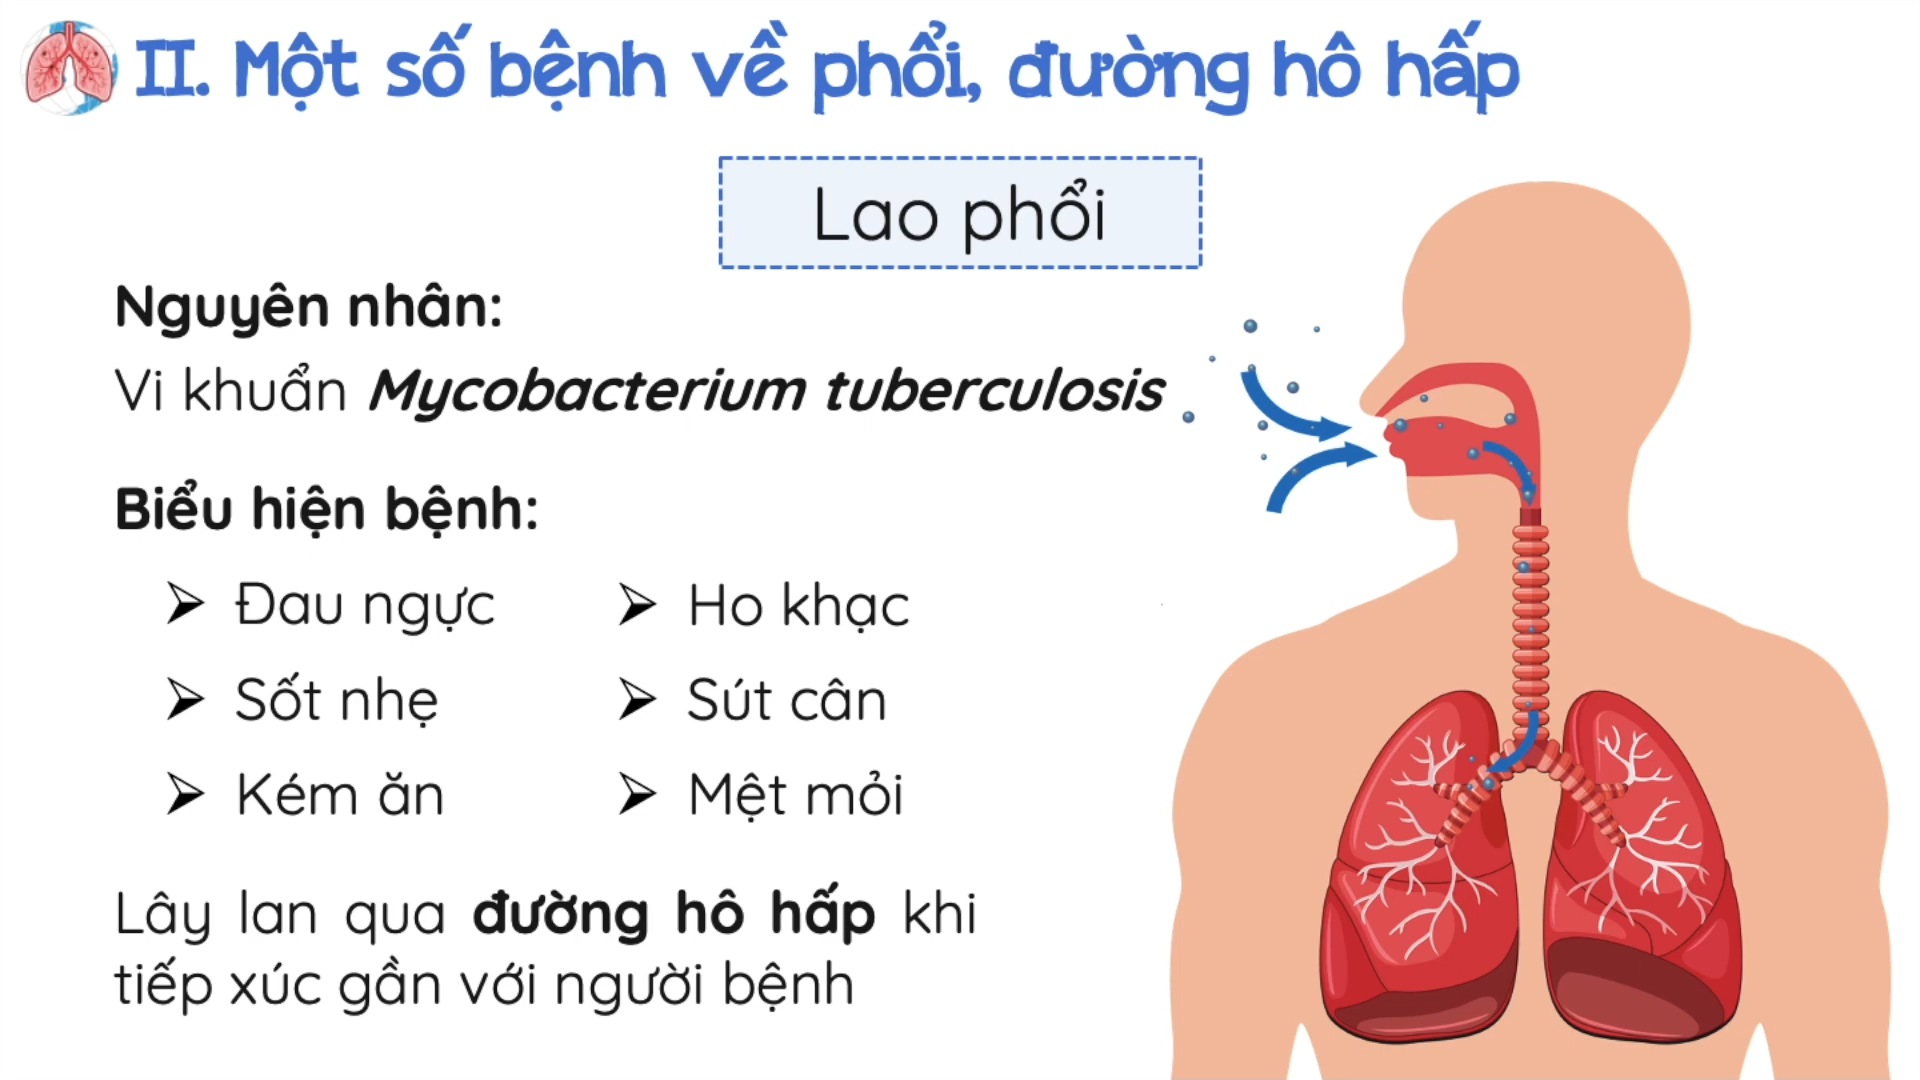 II. Một số bệnh về phổi, đường hô hấp
Lao phổi
Nguyên nhân:
Vi khuẩn Mycobacterium tuberculosis
Biểu hiện bệnh:
➢ Đau ngực
➢ Ho khạc
➢ Sốt nhẹ
➢ Sút cân
➢ Kém ăn
➢ Mệt mỏi
Lây lan qua đường hô hấp khi
tiếp xúc gần với người bệnh